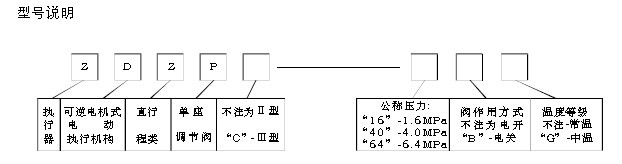 型号说明
Z D Z P
执
行
器
可逆电机式
电动
执行机构
直行
程类
单座
调节阀
不注为Ⅱ型
“C”-Ⅲ型
公称压力:
“16”-1.6MPa
“40”-4.0MPa
“64”-6.4MPa
阀作用方式
不注为电开
“B”-电关
温度等级
不注-常温
“G”-中温